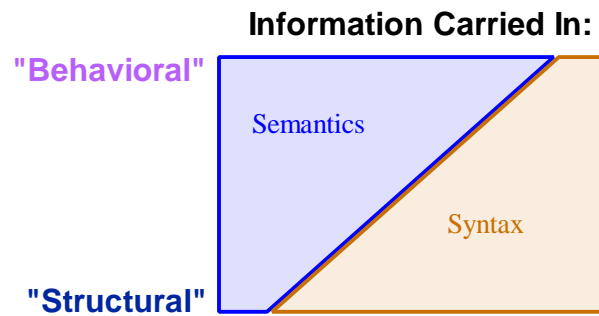 Information Carried In:
"Behavioral"
Semantics
Syntax
"Structural"